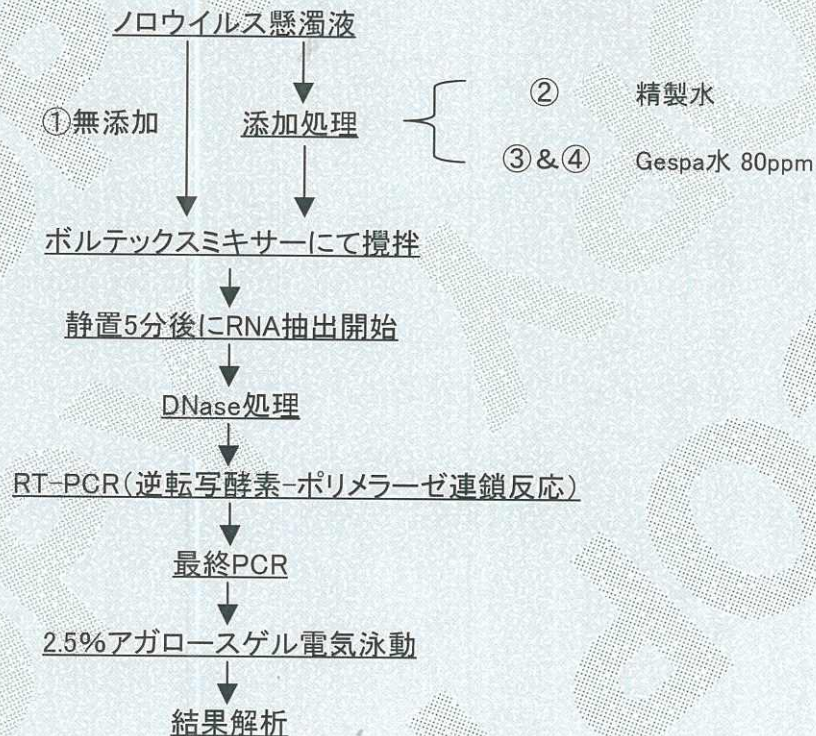 ノロウイルス懸濁液
①無添加 添加処理
② 精製水
③&④ Gespa水 80ppm
ボルテックスミキサーにて攪拌
静置5分後にRNA抽出開始
DNase処理
RT-PCR(逆転写酵素-ポリメラーゼ連鎖反応)
最終PCR
2.5%アガロースゲル電気泳動
結果解析